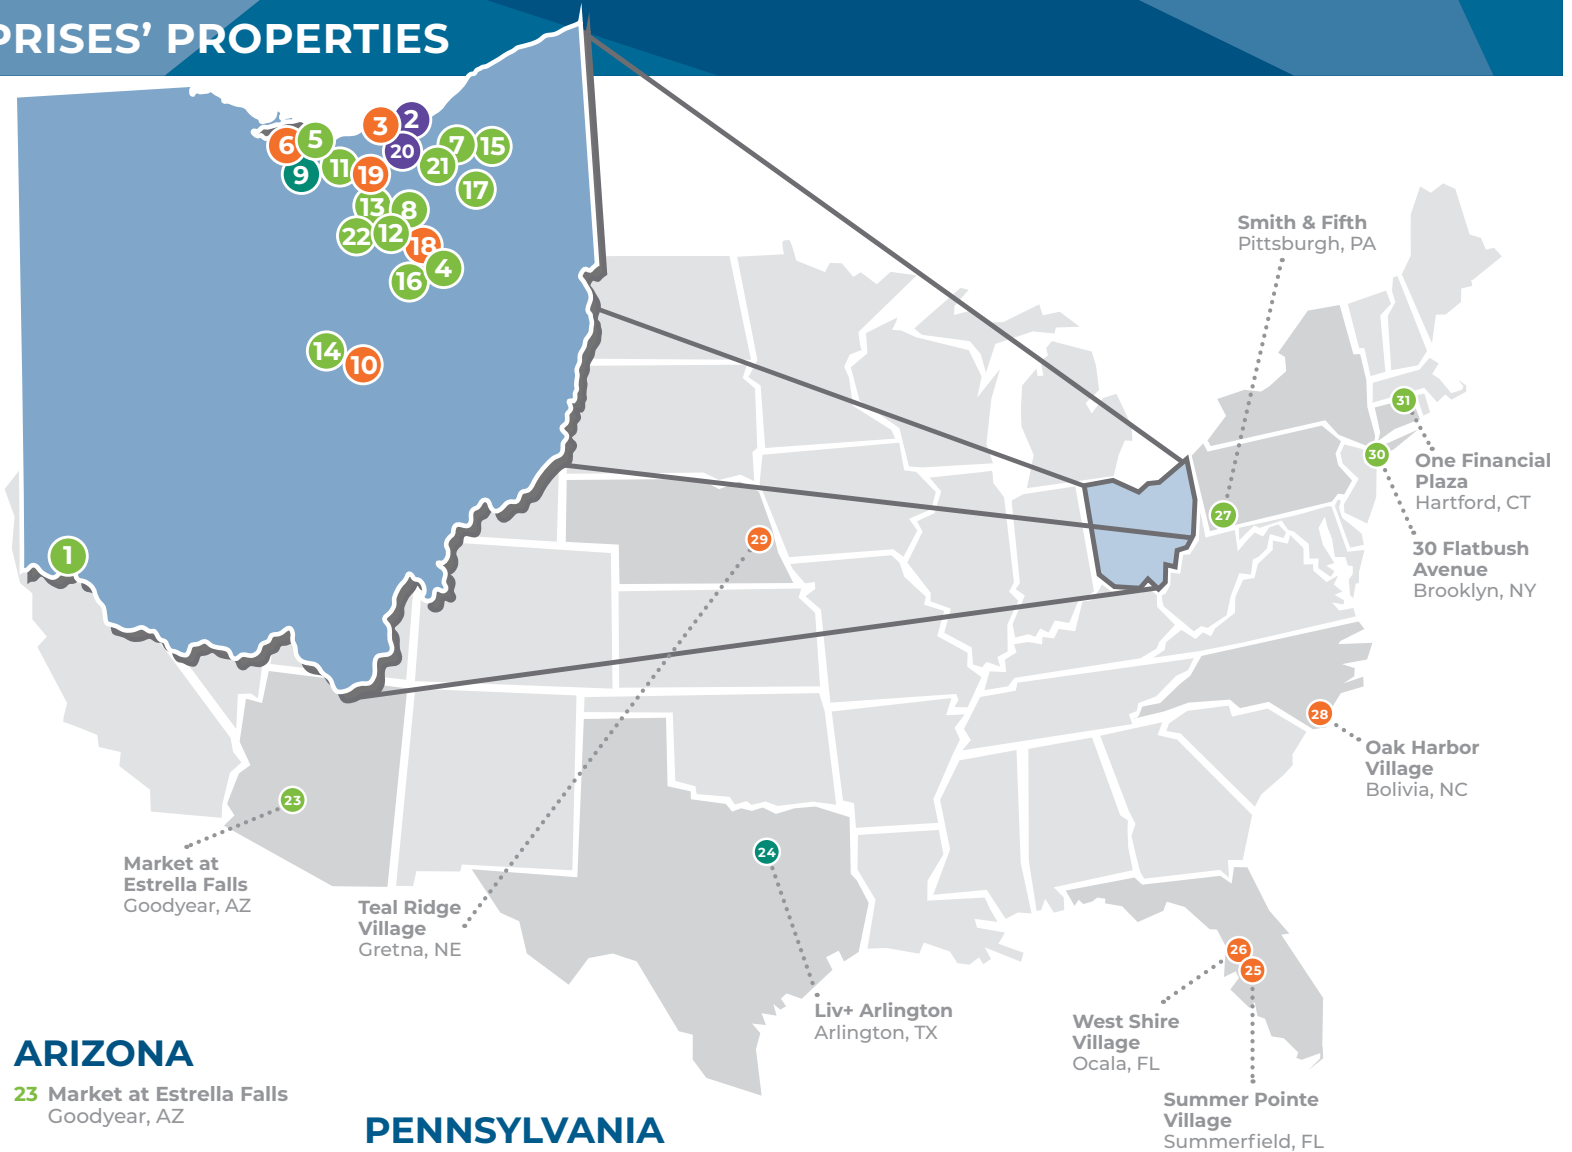 PRISES’ PROPERTIES
3
2
6
5
20
7
15
9
11
19
21
17
13
8
22
12
18
4
16
14
10
1
Smith & Fifth
Pittsburgh, PA
31
30
One Financial
Plaza
Hartford, CT
27
29
30 Flatbush
Avenue
Brooklyn, NY
28
Oak Harbor
Village
Bolivia, NC
23
24
Market at
Estrella Falls
Goodyear, AZ
Teal Ridge
Village
Gretna, NE
26
25
Liv+ Arlington
Arlington, TX
West Shire
Village
Ocala, FL
Summer Pointe
Village
Summerfield, FL
ARIZONA
23 Market at Estrella Falls
Goodyear, AZ
PENNSYLVANIA